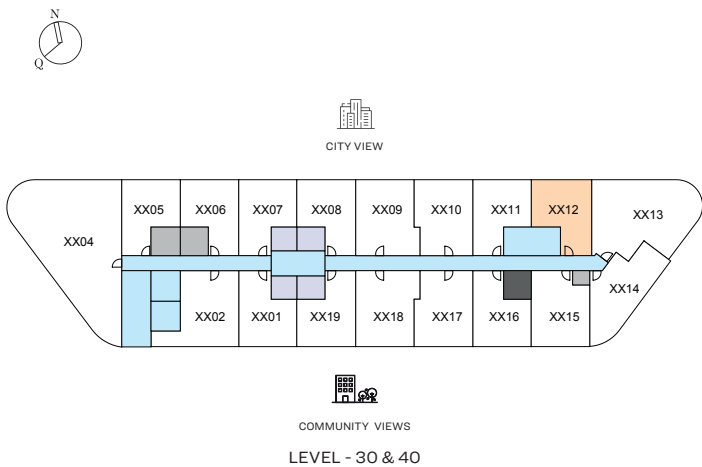 N
Q
CITY VIEW
XX05 XX06 XX07 XX08 XX09 XX10 XX11 XX12
XX13
XX04
XX14
XX02 XX01 XX19 XX18 XX17 XX16 XX15
COMMUNITY VIEWS
LEVEL - 30 & 40